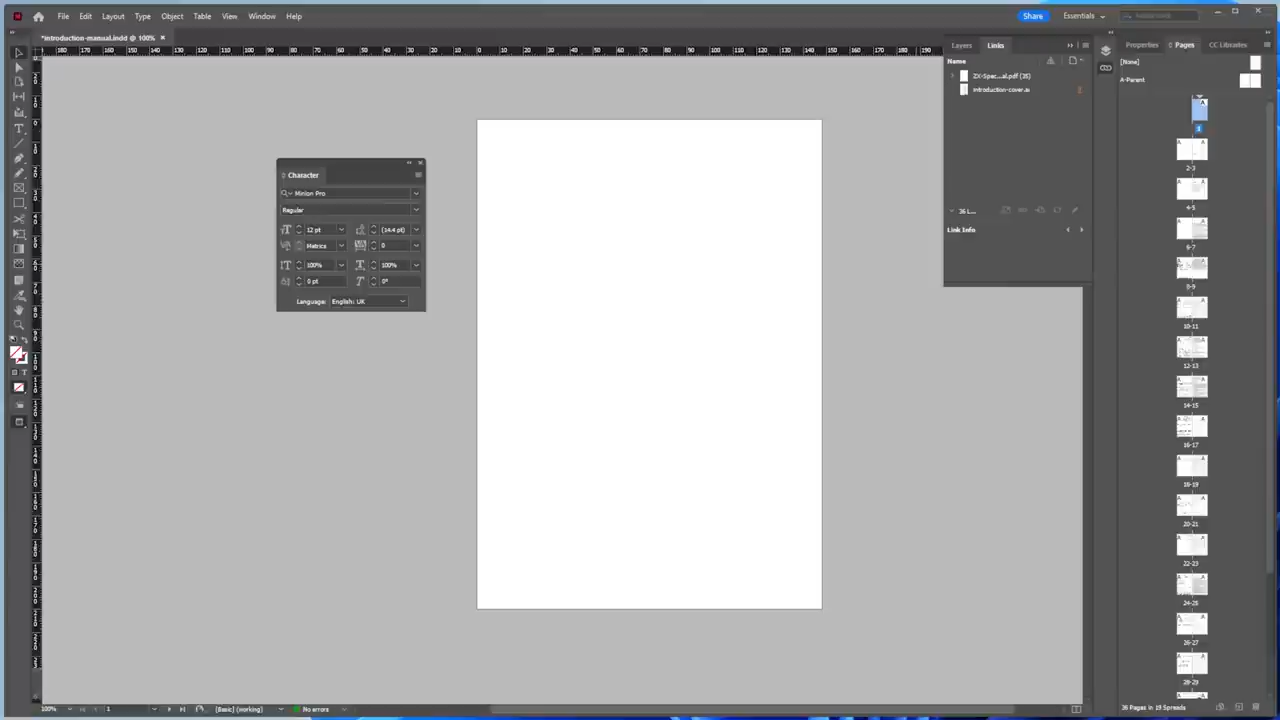 File Edit Layout Type Object Table View Window Help
Share
Essentials
*introduction-manual.indd @ 100%
Layers Links
Name
ZX-Spec...al.pdf (35)
introduction-cover.ai
36 L...
Link Info
Properties Pages CC Libraries
[None]
A-Parent
1
2-3
4-5
6-7
8-9
10-11
12-13
14-15
16-17
18-19
20-21
22-23
24-25
26-27
28-29
36 Pages in 19 Spreads
Character
Minion Pro
Regular
12 pt (14.4 pt)
Metrics 0
100% 100%
0 pt 0°
Language: English: UK
100% 1 [Basic] (working) No errors